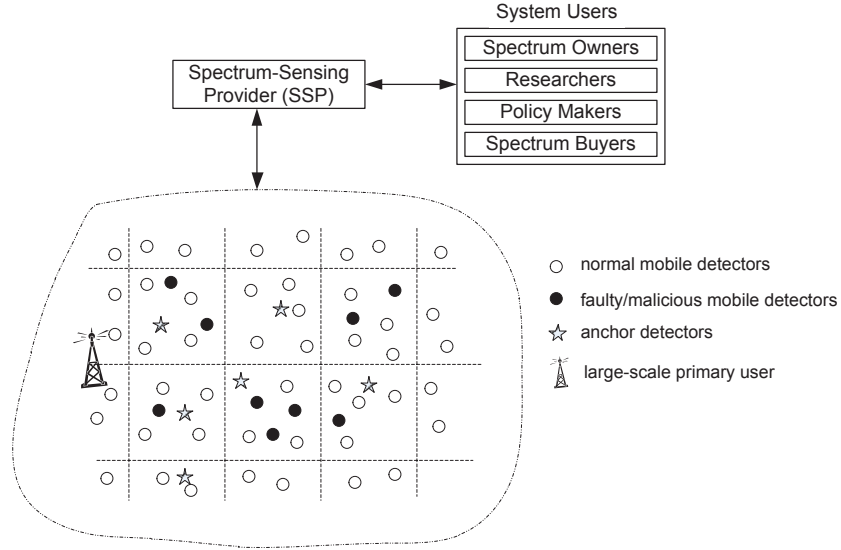 System Users
Spectrum Owners
Researchers
Policy Makers
Spectrum Buyers
Spectrum-Sensing
Provider (SSP)
normal mobile detectors
faulty/malicious mobile detectors
anchor detectors
large-scale primary user